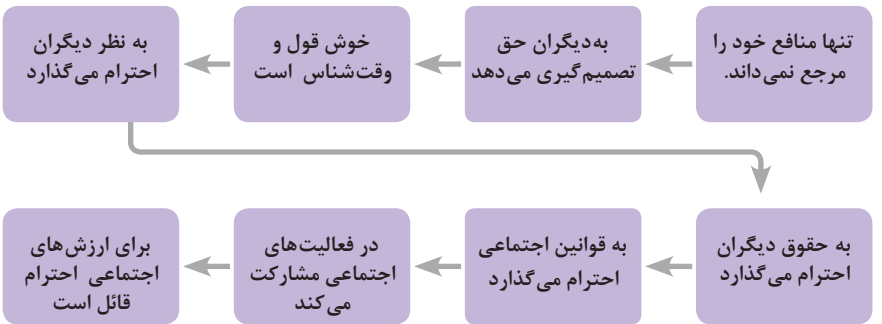 تنها منافع خود را
مرجع نمی‌داند.
به‌دیگران حق
تصمیم‌گیری می‌دهد
خوش قول و
وقت‌شناس است
به نظر دیگران
احترام می‌گذارد
به حقوق دیگران
احترام می‌گذارد
به قوانین اجتماعی
احترام می‌گذارد
در فعالیت‌های
اجتماعی مشارکت
می‌کند
برای ارزش‌های
اجتماعی احترام
قائل است